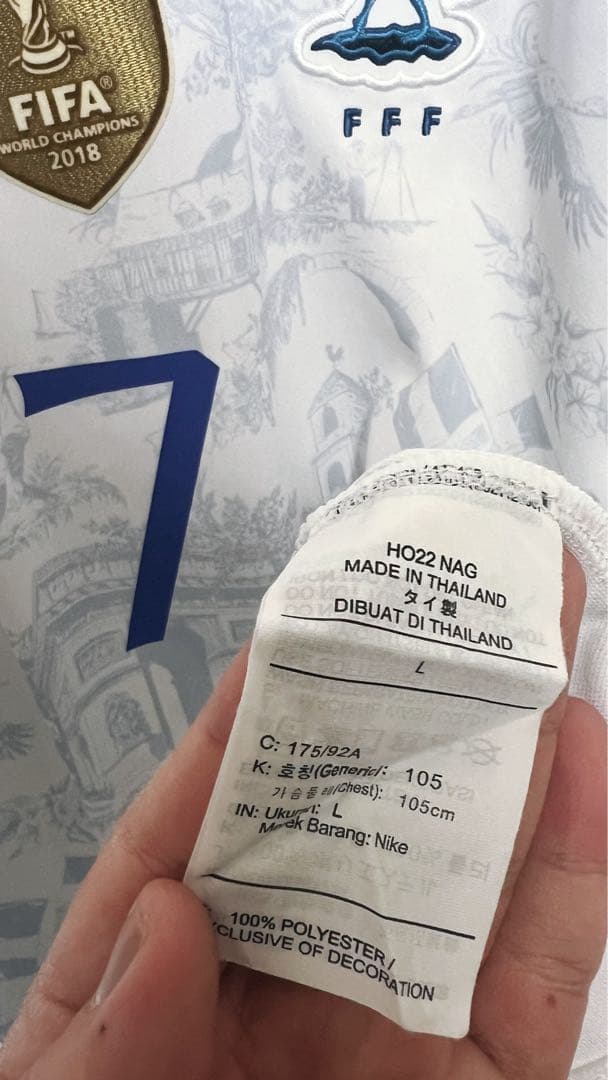 FIFA®
WORLD CHAMPIONS
2018
FFF
7
HO22 NAG
MADE IN THAILAND
タイ製
DIBUAT DI THAILAND
L
C: 175/92A
K: 호칭(Generic): 105
가슴둘레(Chest): 105cm
IN: Ukuran: L
Merek Barang: Nike
100% POLYESTER/
EXCLUSIVE OF DECORATION